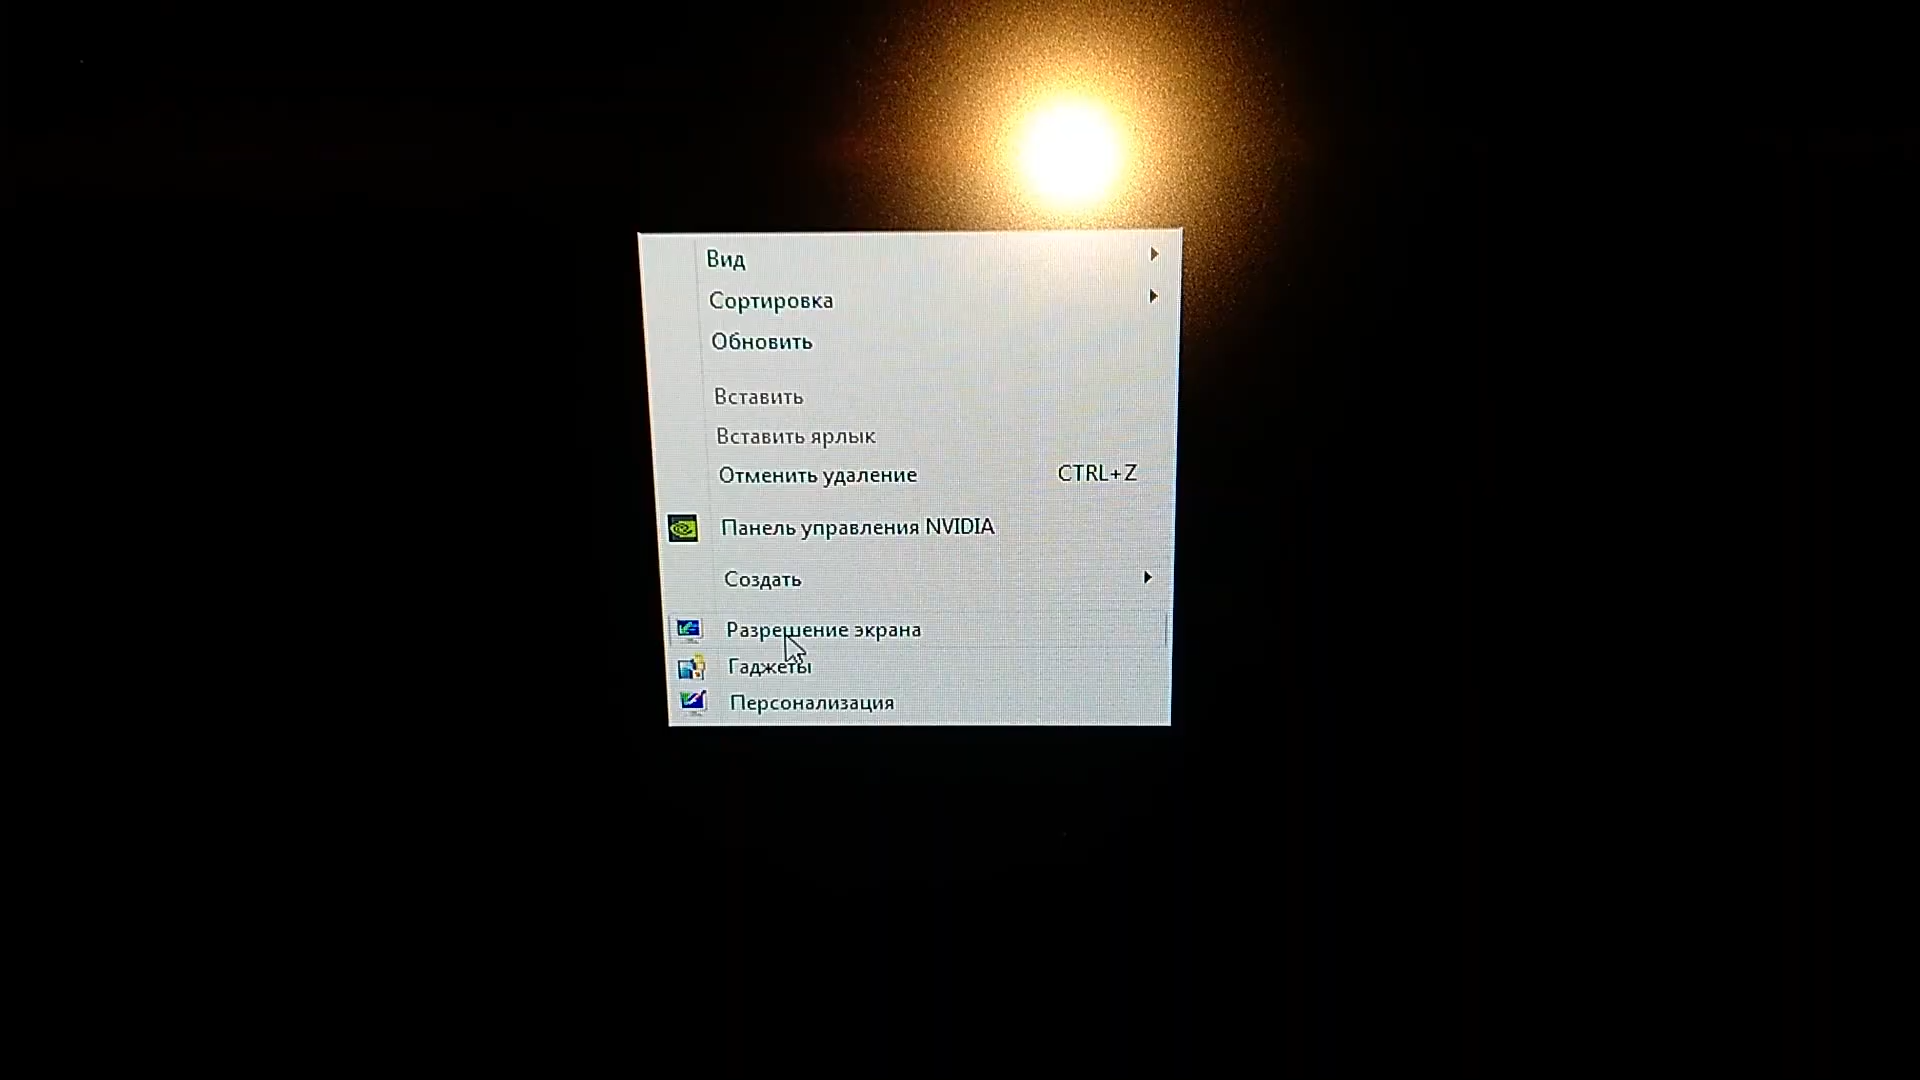 Вид
Сортировка
Обновить
Вставить
Вставить ярлык
Отменить удаление CTRL+Z
Панель управления NVIDIA
Создать
Разрешение экрана
Гаджеты
Персонализация